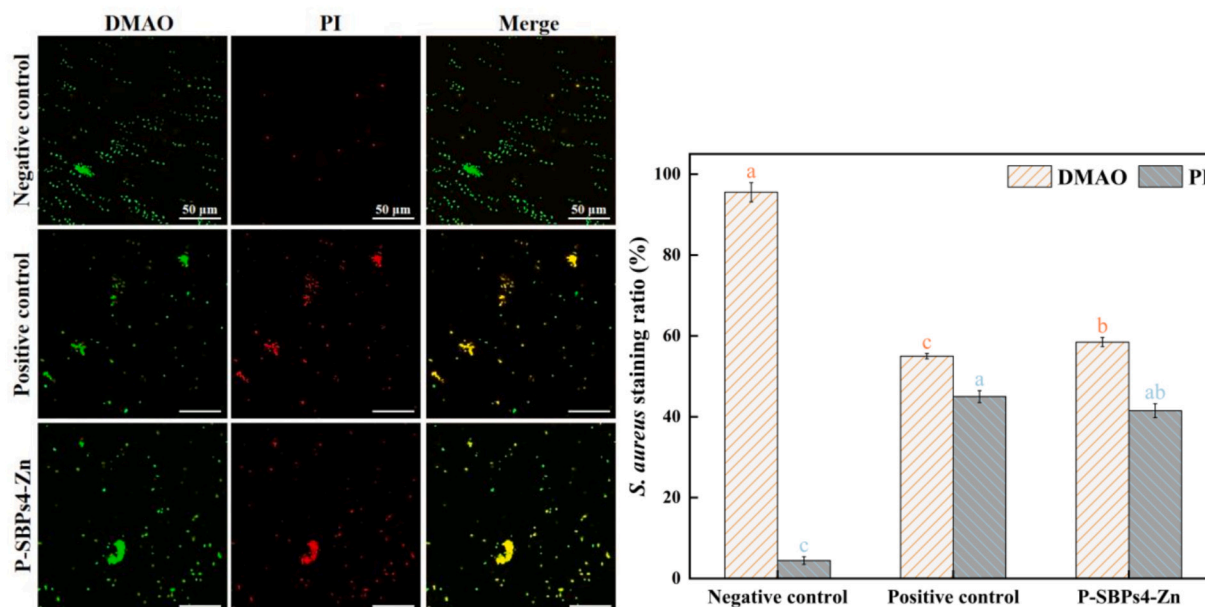 DMAO PI Merge
Negative control
50 µm 50 µm 50 µm
Positive control
P-SBPs4-Zn
S. aureus staining ratio (%)
100
80
60
40
20
0
DMAO PI
a
c
c
a
b
ab
Negative control Positive control P-SBPs4-Zn